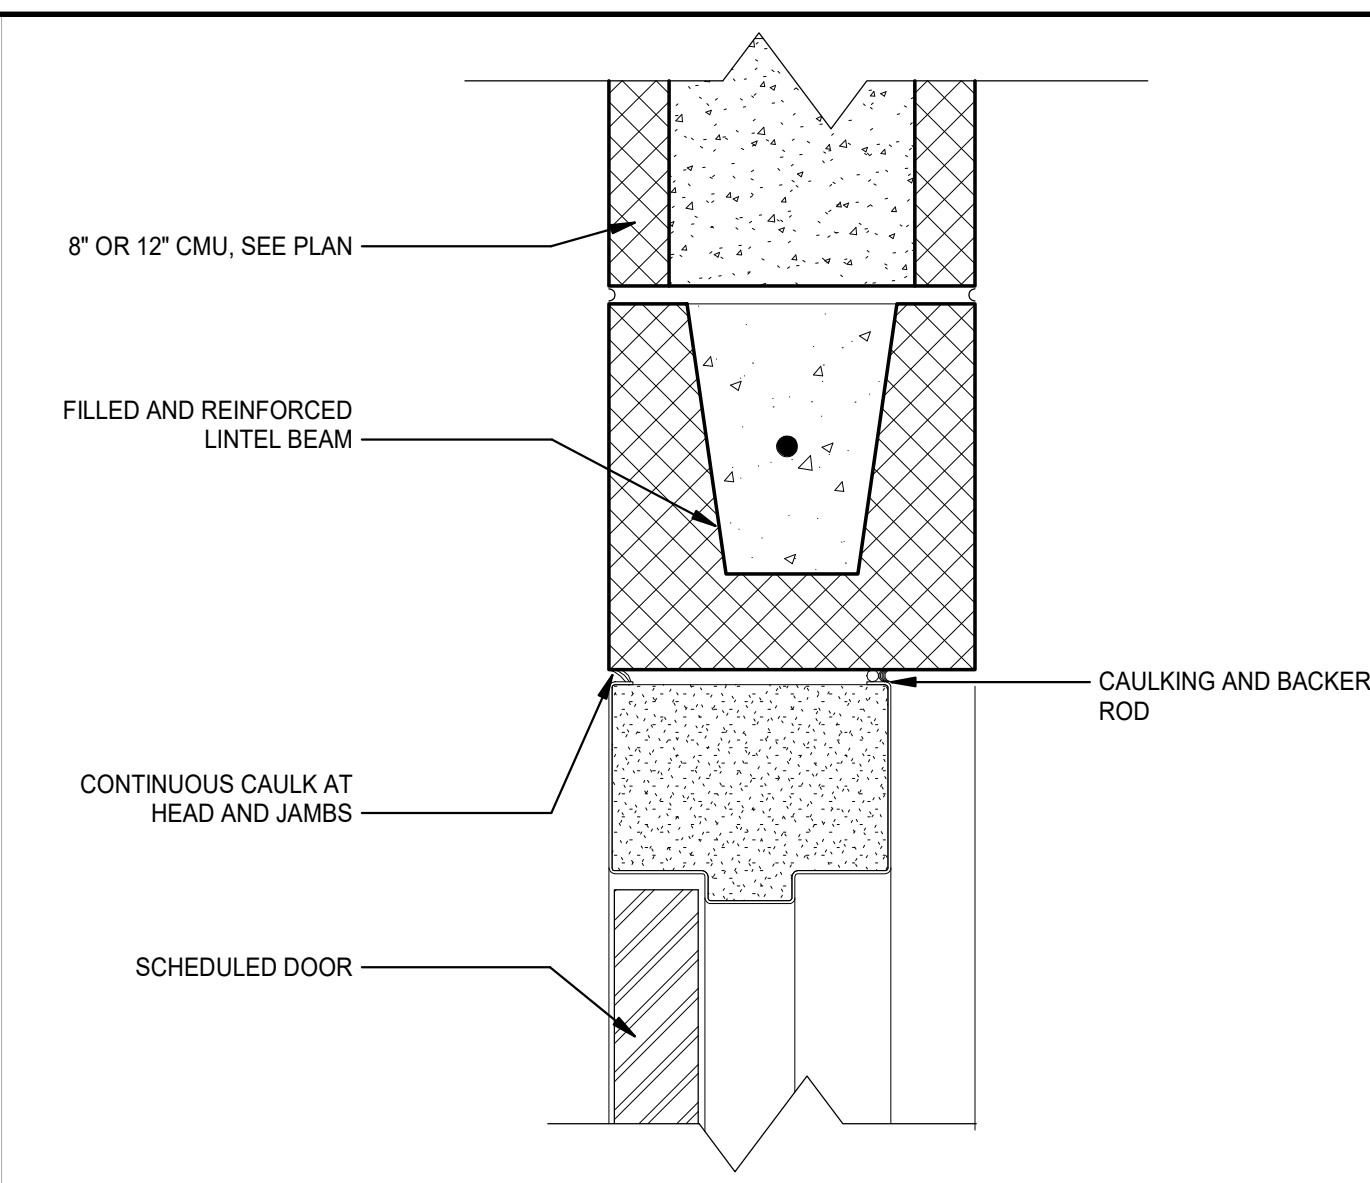 8" OR 12" CMU, SEE PLAN
FILLED AND REINFORCED
LINTEL BEAM
CAULKING AND BACKER
ROD
CONTINUOUS CAULK AT
HEAD AND JAMBS
SCHEDULED DOOR